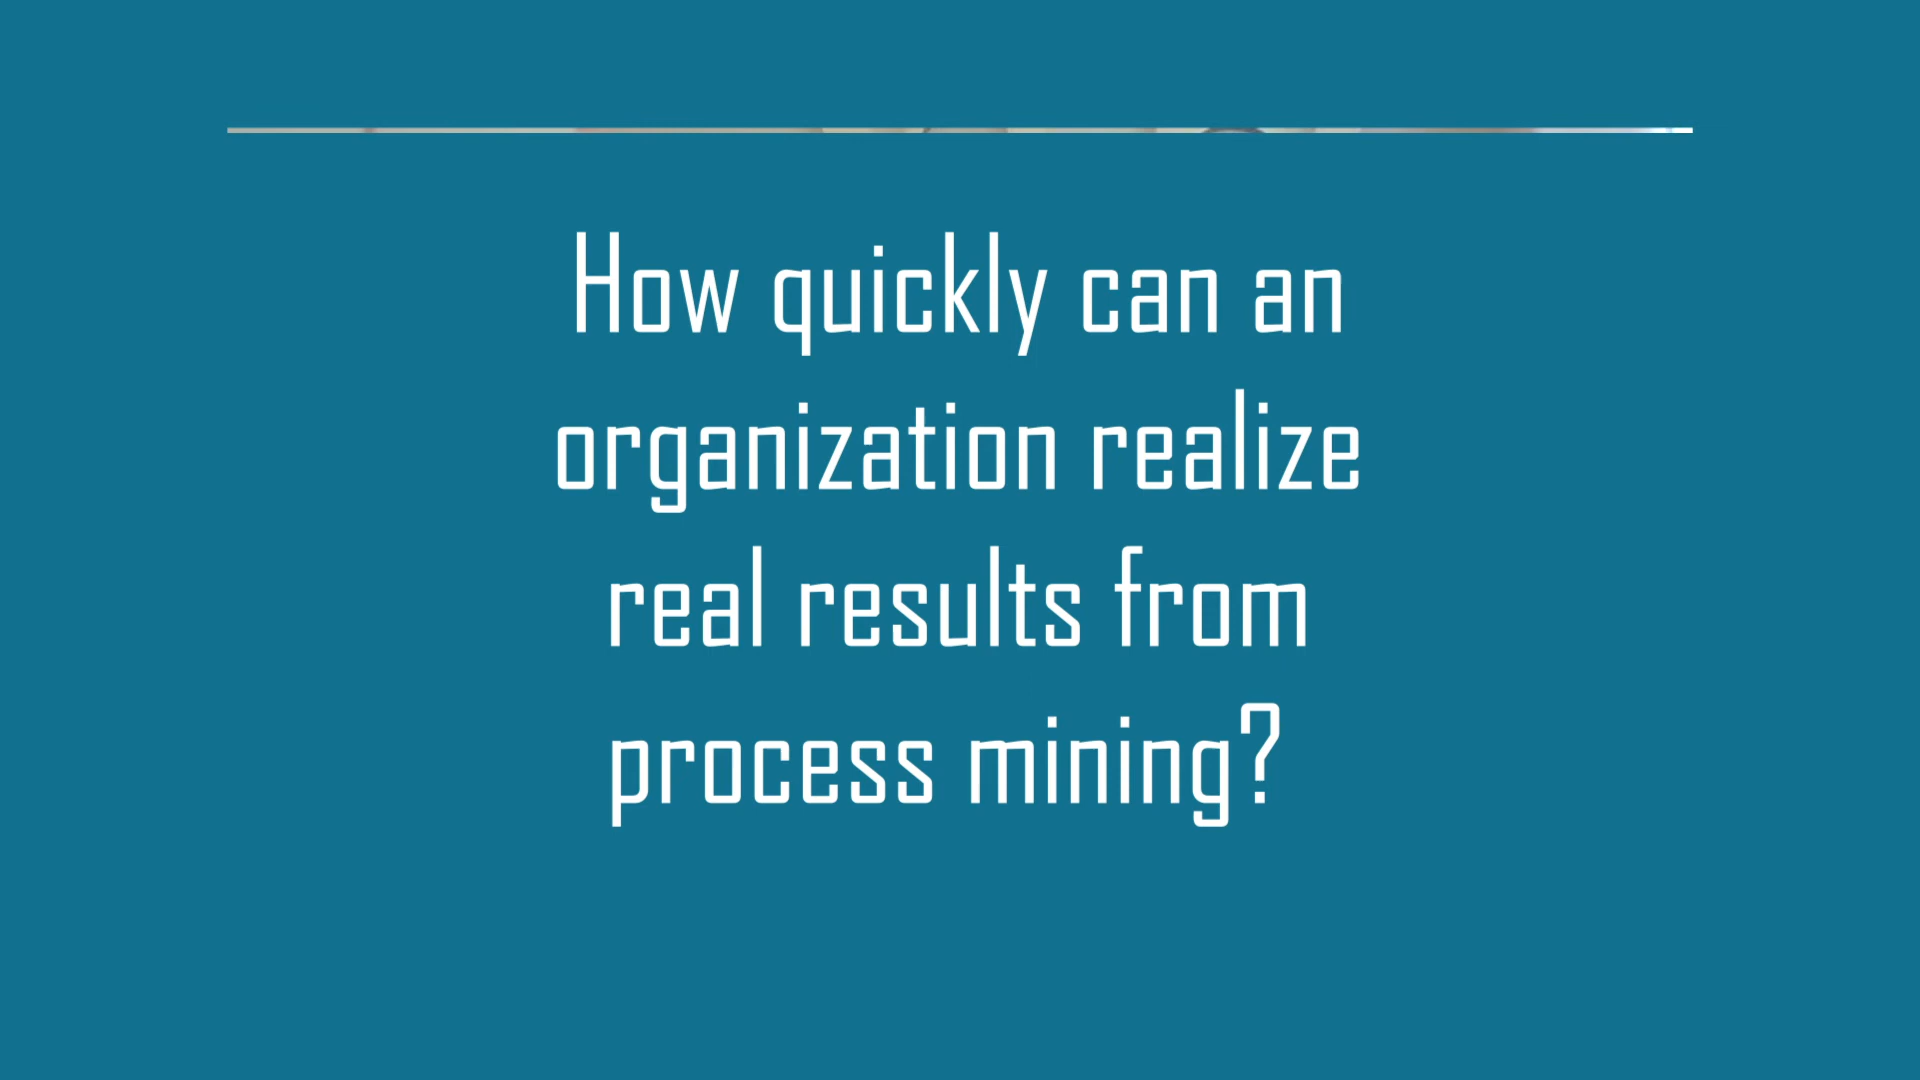 How quickly can an
organization realize
real results from
process mining?